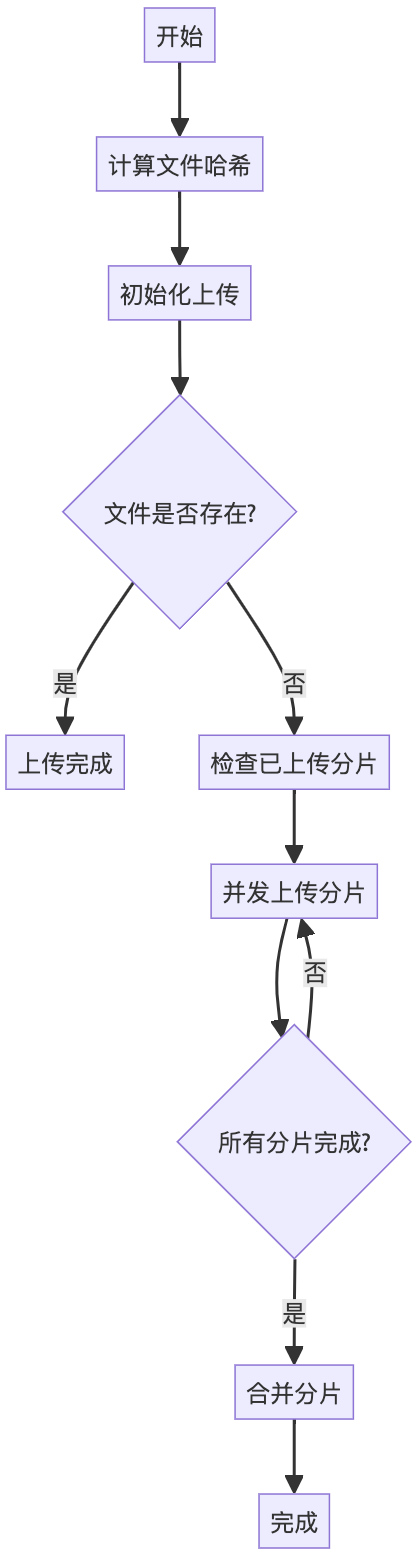 开始
计算文件哈希
初始化上传
文件是否存在?
是
否
上传完成
检查已上传分片
并发上传分片
否
所有分片完成?
是
合并分片
完成